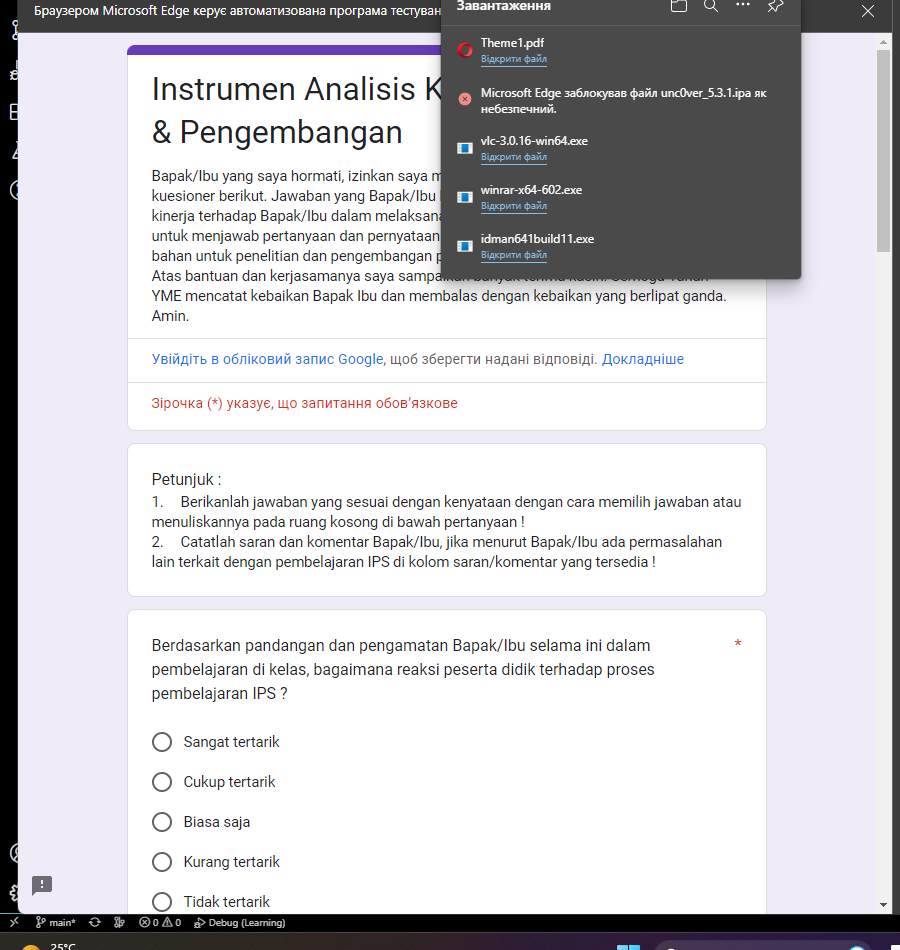 Браузером Microsoft Edge керує автоматизована програма тестуван
Завантаження
Theme1.pdf
Відкрити файл
Microsoft Edge заблокував файл unc0ver_5.3.1.ipa як
небезпечний.
vlc-3.0.16-win64.exe
Відкрити файл
winrar-x64-602.exe
Відкрити файл
idman641build11.exe
Відкрити файл
Instrumen Analisis K
& Pengembangan
Bapak/Ibu yang saya hormati, izinkan saya m
kuesioner berikut. Jawaban yang Bapak/Ibu
kinerja terhadap Bapak/Ibu dalam melaksana
untuk menjawab pertanyaan dan pernyataan
bahan untuk penelitian dan pengembangan p
Atas bantuan dan kerjasamanya saya
YME mencatat kebaikan Bapak Ibu dan membalas dengan kebaikan yang berlipat ganda.
Amin.
Увійдіть в обліковий запис Google, щоб зберегти надані відповіді. Докладніше
Зірочка (*) указує, що запитання обов’язкове
Petunjuk :
1. Berikanlah jawaban yang sesuai dengan kenyataan dengan cara memilih jawaban atau
menuliskannya pada ruang kosong di bawah pertanyaan !
2. Catatlah saran dan komentar Bapak/Ibu, jika menurut Bapak/Ibu ada permasalahan
lain terkait dengan pembelajaran IPS di kolom saran/komentar yang tersedia !
Berdasarkan pandangan dan pengamatan Bapak/Ibu selama ini dalam *
pembelajaran di kelas, bagaimana reaksi peserta didik terhadap proses
pembelajaran IPS ?
Sangat tertarik
Cukup tertarik
Biasa saja
Kurang tertarik
Tidak tertarik
main* 0 0 Debug (Learning)
25°C